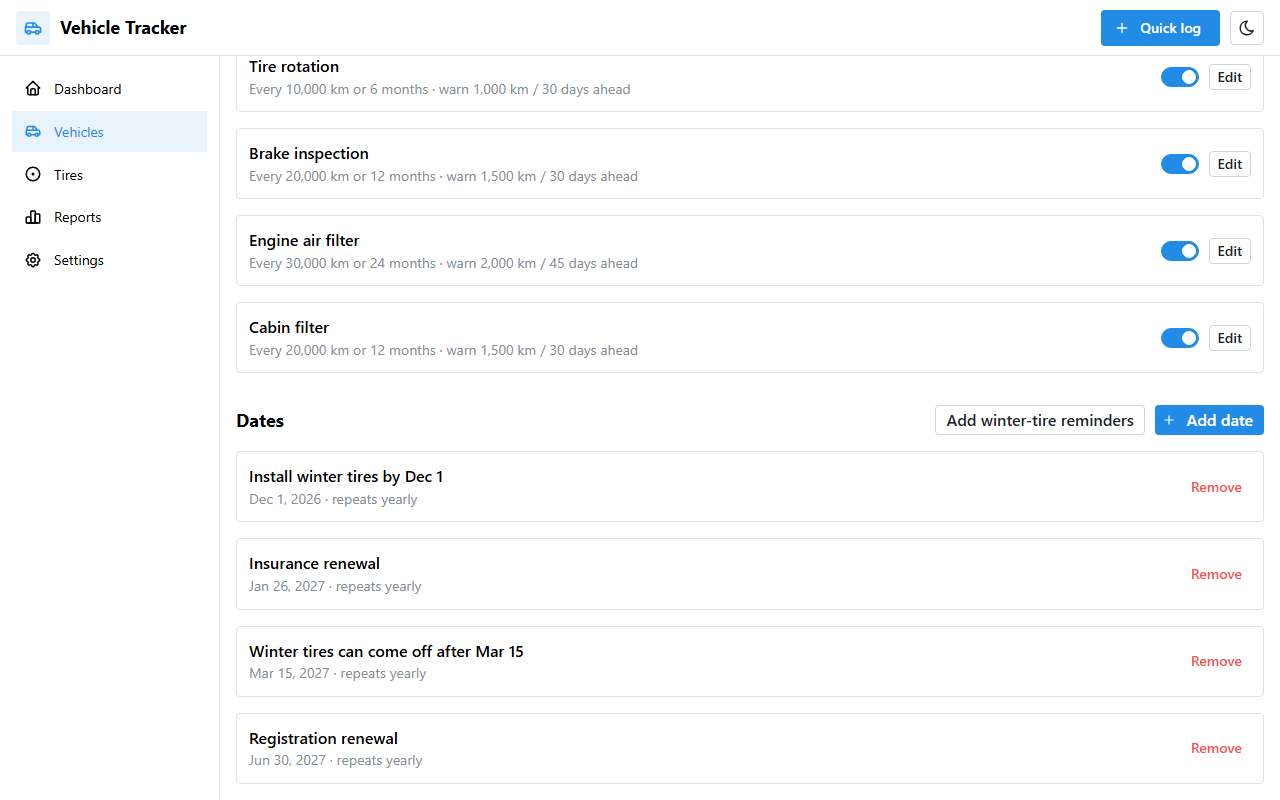 Vehicle Tracker
Quick log
Dashboard
Vehicles
Tires
Reports
Settings
Tire rotation
Every 10,000 km or 6 months · warn 1,000 km / 30 days ahead
Edit
Brake inspection
Every 20,000 km or 12 months · warn 1,500 km / 30 days ahead
Edit
Engine air filter
Every 30,000 km or 24 months · warn 2,000 km / 45 days ahead
Edit
Cabin filter
Every 20,000 km or 12 months · warn 1,500 km / 30 days ahead
Edit
Dates
Add winter-tire reminders
+ Add date
Install winter tires by Dec 1
Dec 1, 2026 · repeats yearly
Remove
Insurance renewal
Jan 26, 2027 · repeats yearly
Remove
Winter tires can come off after Mar 15
Mar 15, 2027 · repeats yearly
Remove
Registration renewal
Jun 30, 2027 · repeats yearly
Remove